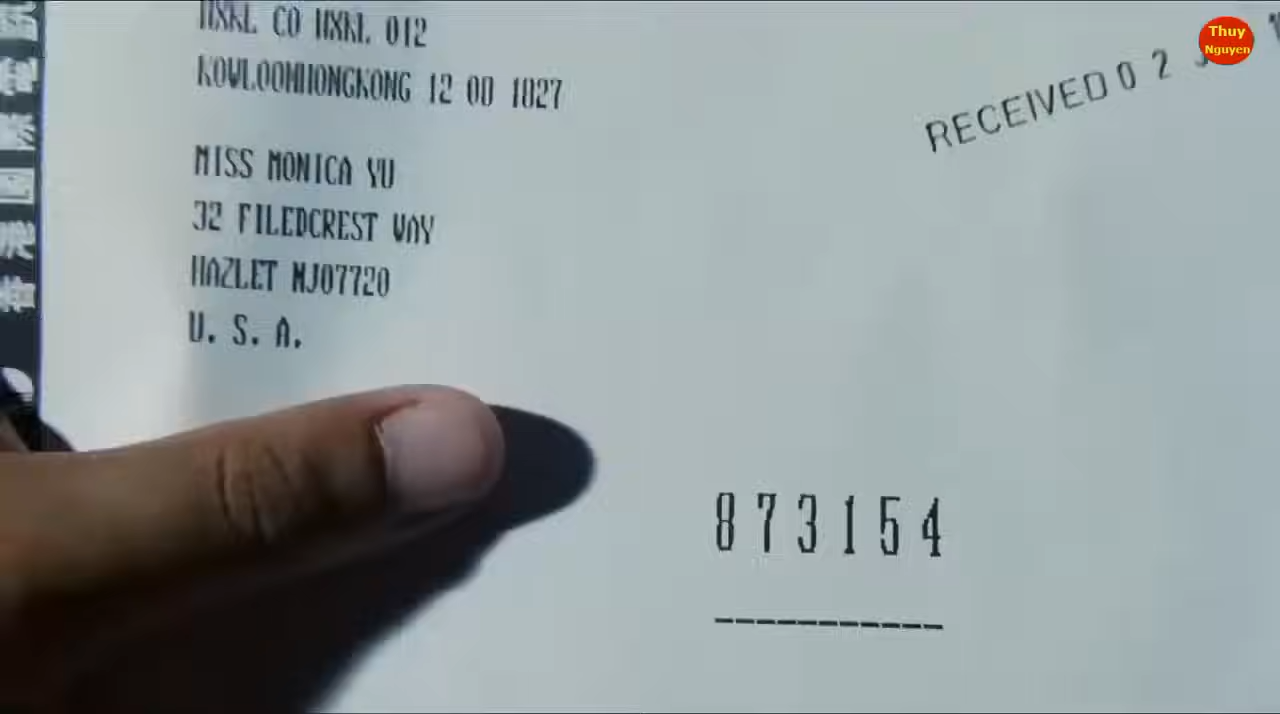 HSKL CO HSKL 012
KOWLOONHONGKONG 12 00 1027
MISS MONICA YU
32 FILEDCREST WAY
HAZLET NJ07720
U. S. A.
RECEIVED 0 2
873154
-----------
Thuy
Nguyen